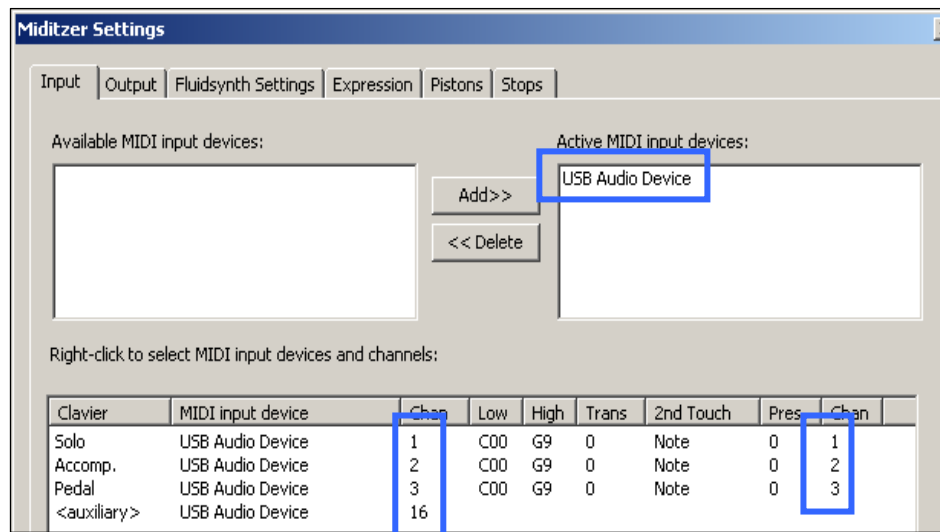 Miditzer Settings
Input Output Fluidsynth Settings Expression Pistons Stops
Available MIDI input devices: Active MIDI input devices:
USB Audio Device
Add>>
<< Delete
Right-click to select MIDI input devices and channels:
Clavier MIDI input device Chan Low High Trans 2nd Touch Pres Chan
Solo USB Audio Device 1 C00 G9 0 Note 0 1
Accomp. USB Audio Device 2 C00 G9 0 Note 0 2
Pedal USB Audio Device 3 C00 G9 0 Note 0 3
<auxiliary> USB Audio Device 16